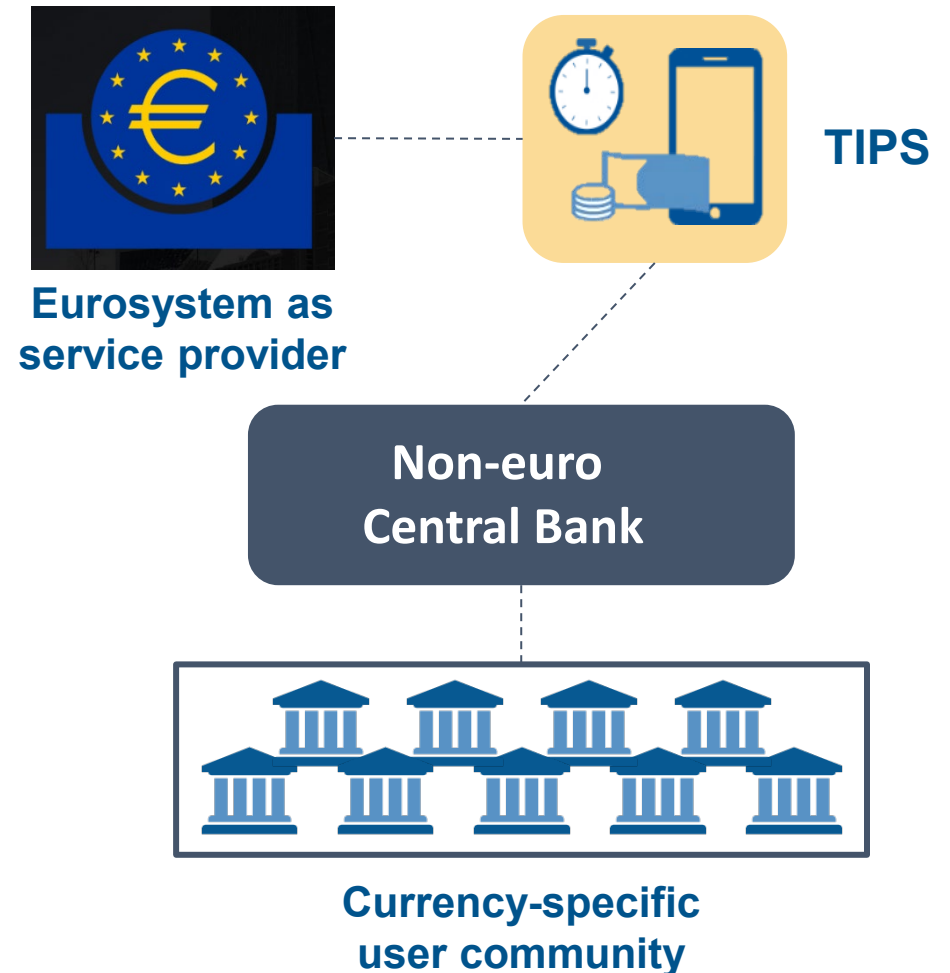 TIPS
Eurosystem as
service provider
Non-euro
Central Bank
Currency-specific
user community